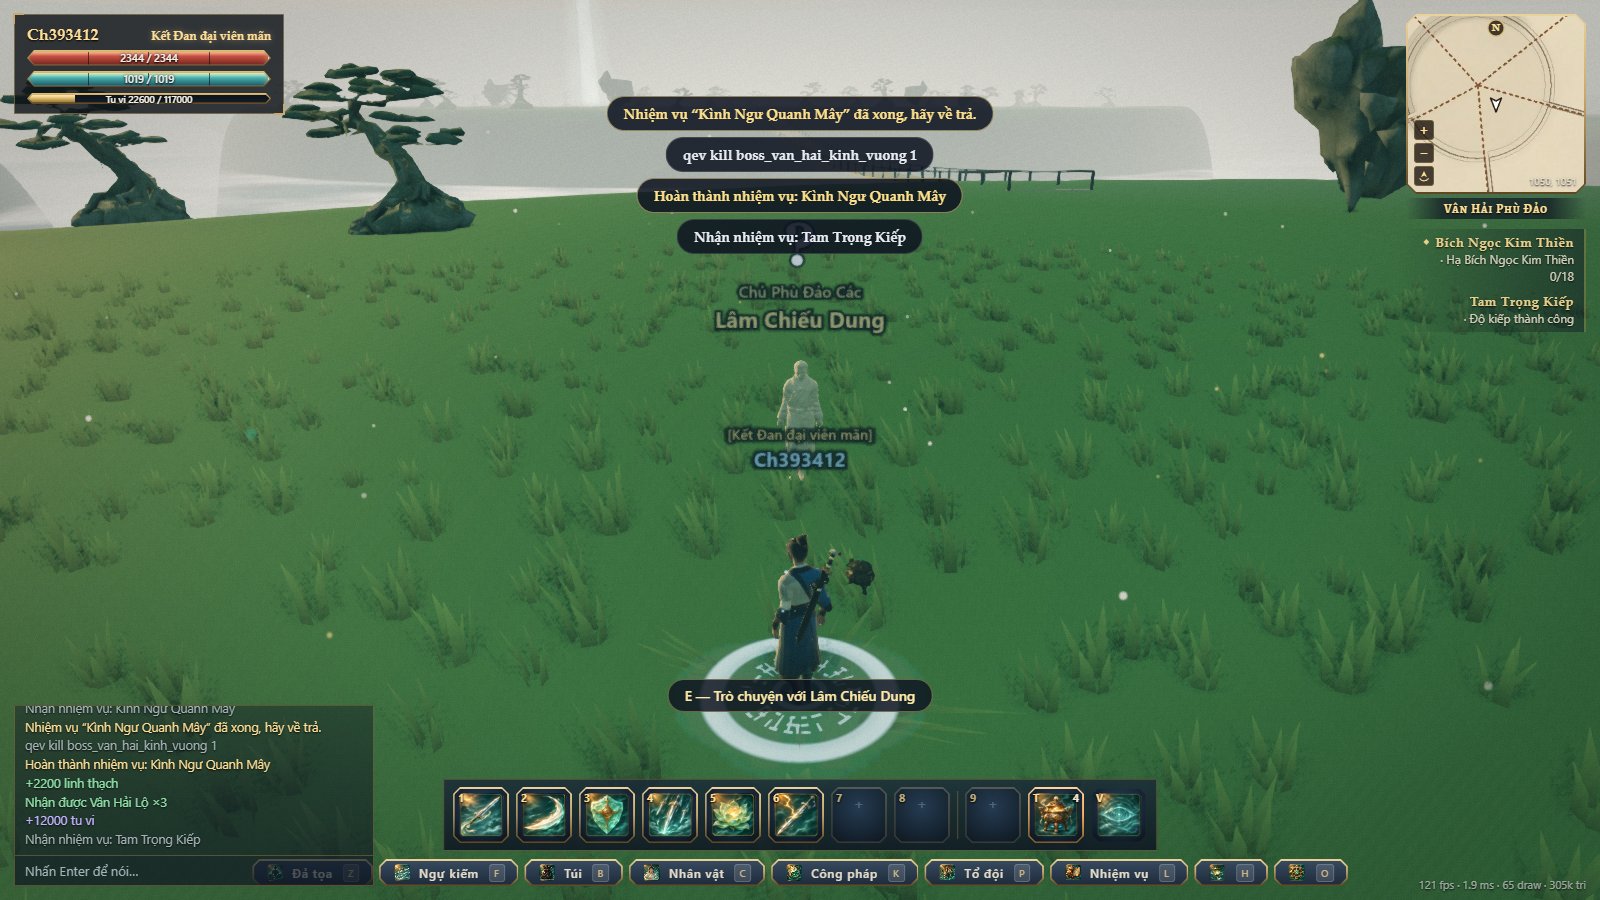 Ch393412
Kết Đan đại viên mãn
2344 / 2344
1019 / 1019
Tu vi 22600 / 117000
Nhiệm vụ “Kình Ngư Quanh Mây” đã xong, hãy về trả.
qev kill boss_van_hai_kinh_vuong 1
Hoàn thành nhiệm vụ: Kình Ngư Quanh Mây
Nhận nhiệm vụ: Tam Trọng Kiếp
Chủ Phù Đảo Các
Lâm Chiếu Dung
[Kết Đan đại viên mãn]
Ch393412
E — Trò chuyện với Lâm Chiếu Dung
N
+
−
1050, 1051
Vân Hải Phù Đảo
Bích Ngọc Kim Thiền
· Hạ Bích Ngọc Kim Thiền
0/18
Tam Trọng Kiếp
· Độ kiếp thành công
Nhận nhiệm vụ: Kình Ngư Quanh Mây
Nhiệm vụ “Kình Ngư Quanh Mây” đã xong, hãy về trả.
qev kill boss_van_hai_kinh_vuong 1
Hoàn thành nhiệm vụ: Kình Ngư Quanh Mây
+2200 linh thạch
Nhận được Vân Hải Lộ ×3
+12000 tu vi
Nhận nhiệm vụ: Tam Trọng Kiếp
Nhấn Enter để nói...
1 2 3 4 5 6 7 + 8 + 9 + T 4 V
Đả tọa Z
Ngự kiếm F
Túi B
Nhân vật C
Công pháp K
Tổ đội P
Nhiệm vụ L
H
O
121 fps · 1.9 ms · 65 draw · 305k tri